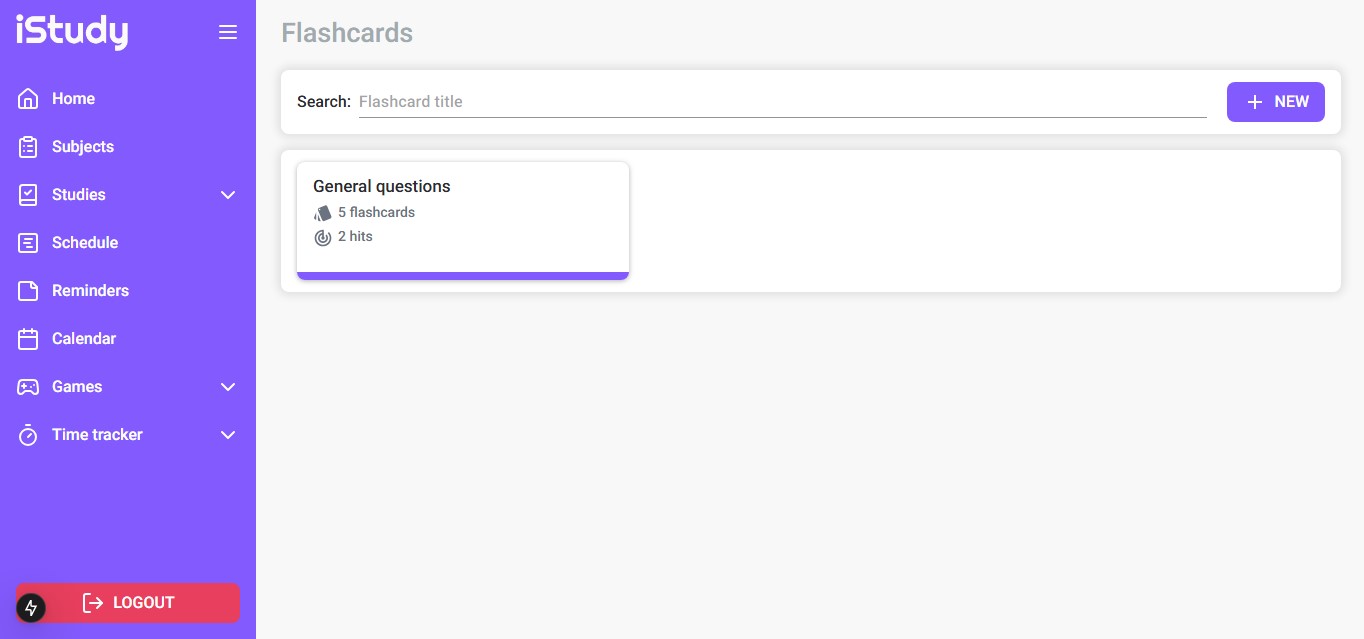 iStudy
Home
Subjects
Studies
Schedule
Reminders
Calendar
Games
Time tracker
LOGOUT
Flashcards
Search: Flashcard title
NEW
General questions
5 flashcards
2 hits